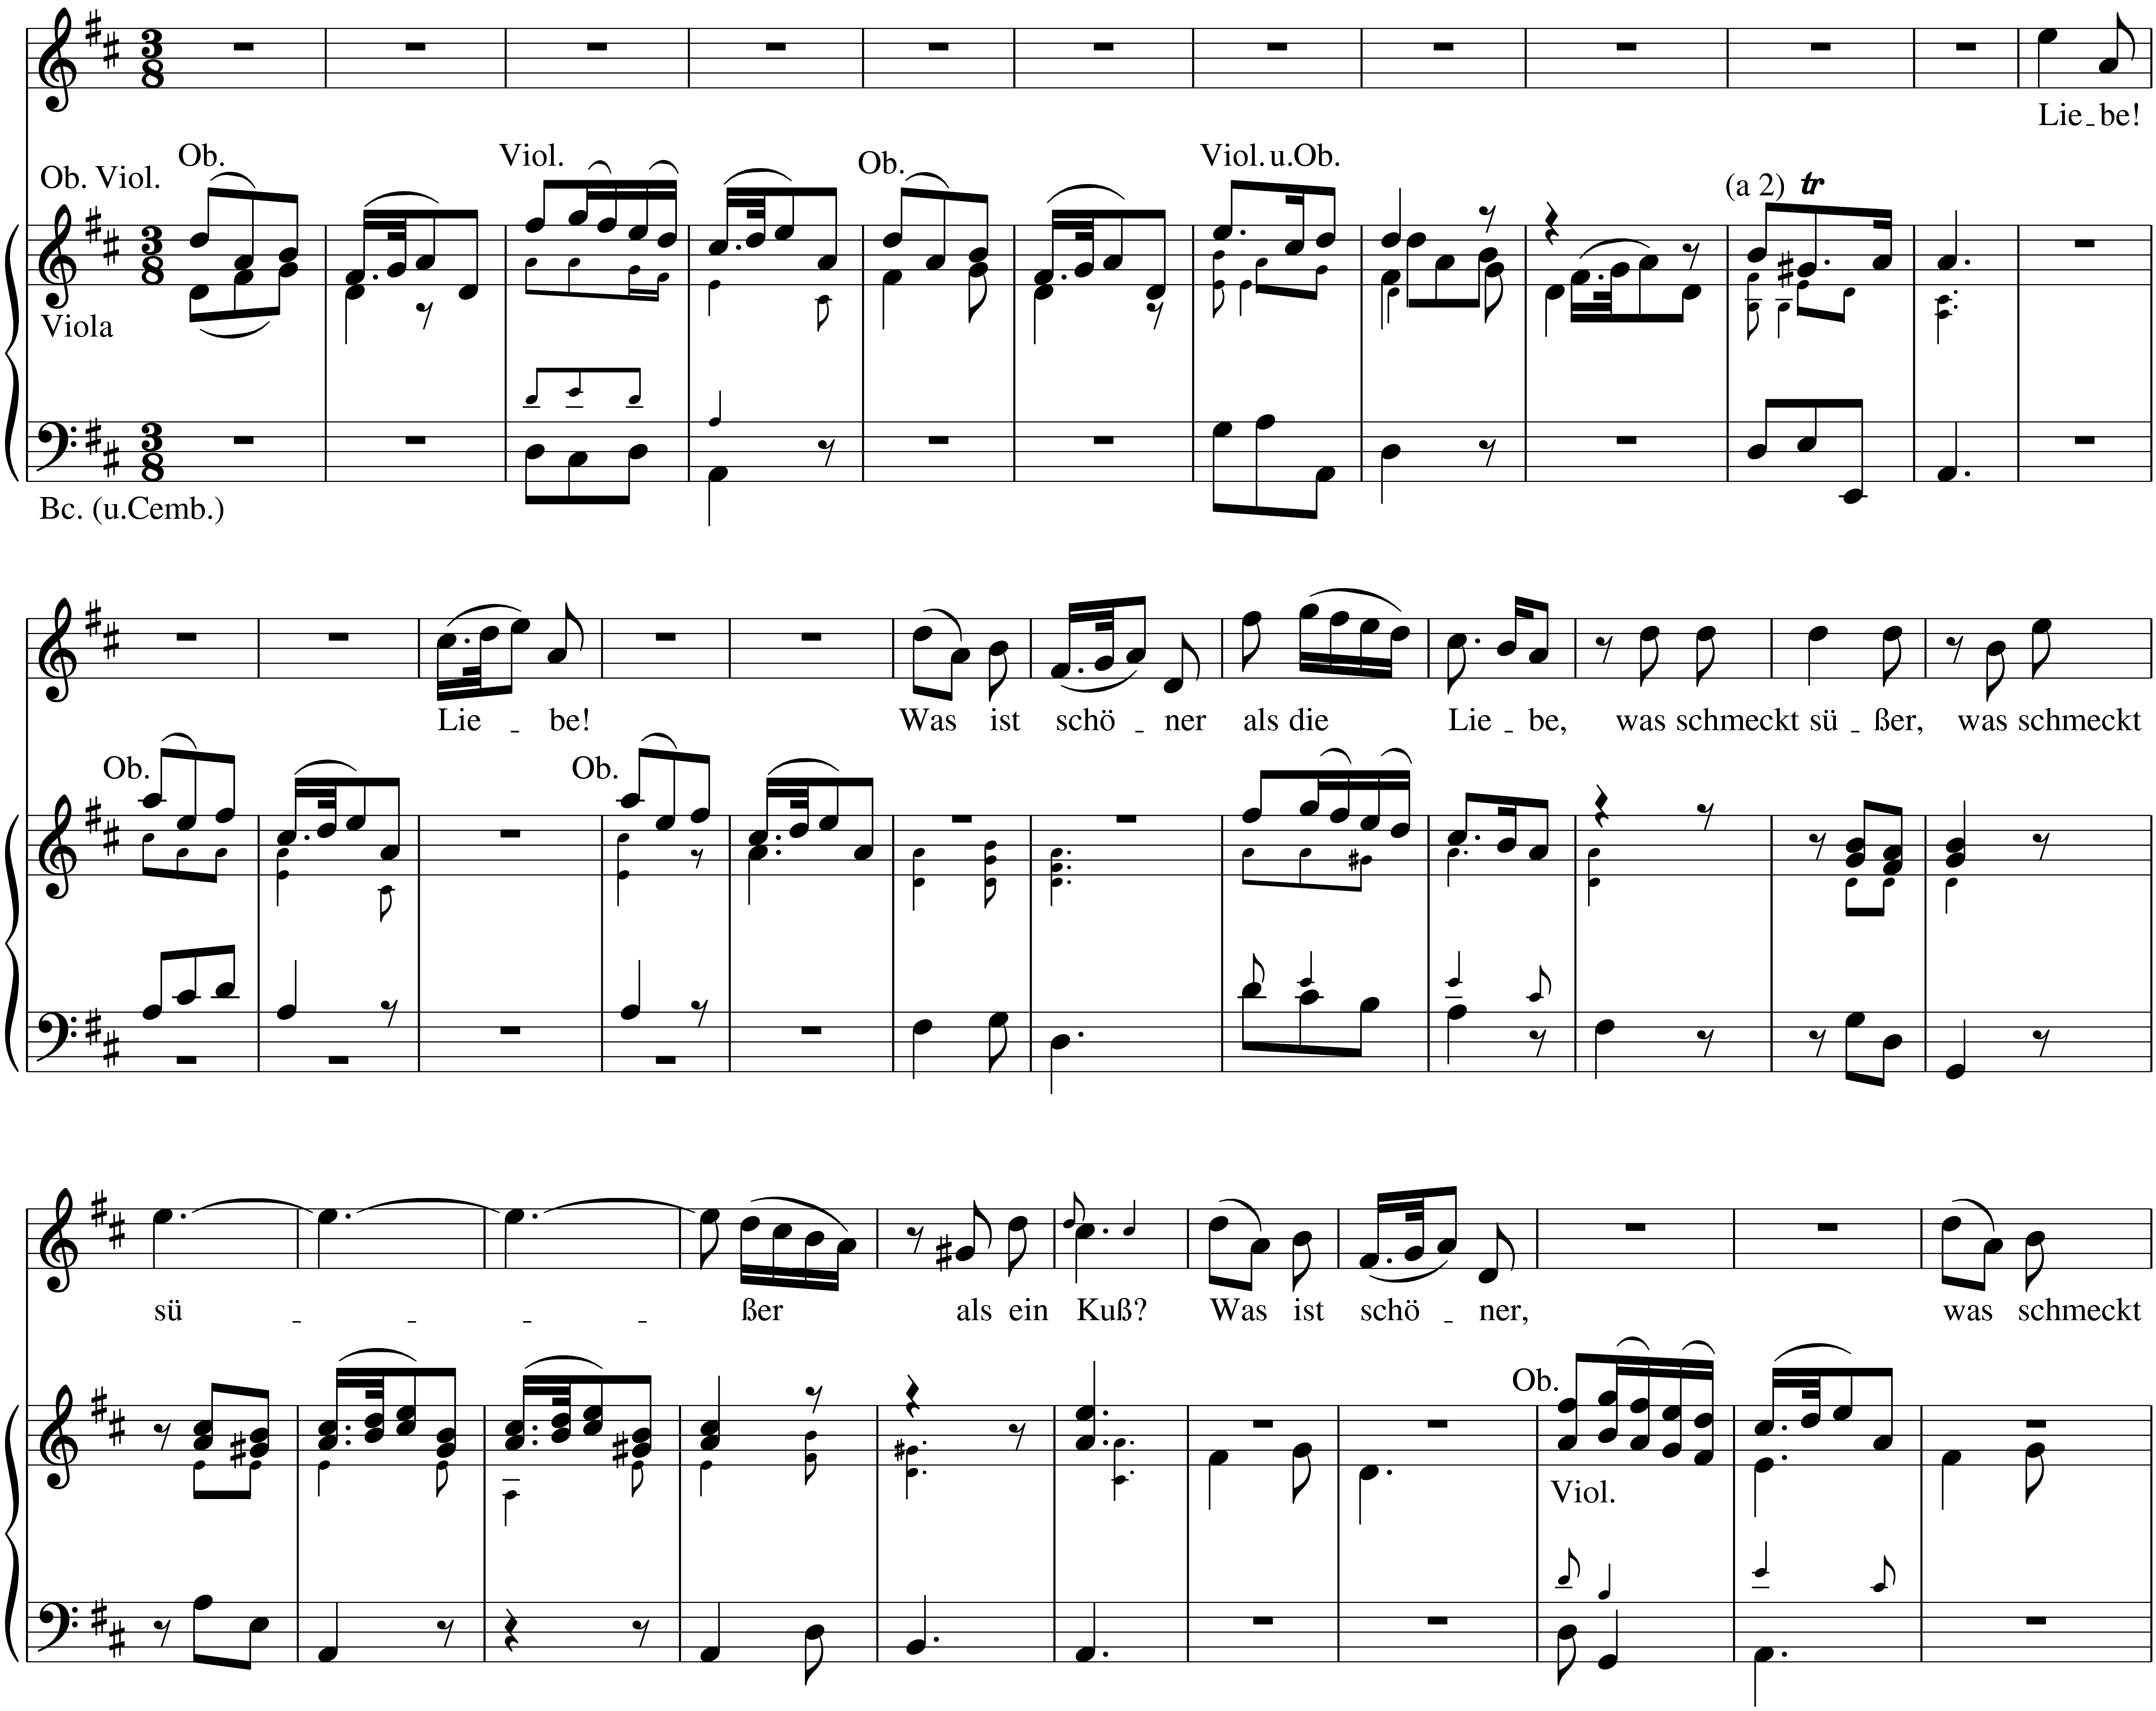 Lie - be!
Ob. Viol. Ob. Viol. Ob. Viol. u.Ob. (a 2) tr
Viola
Bc. (u.Cemb.)
Lie - be! Was ist schö - ner als die Lie - be, was schmeckt sü - ßer, was schmeckt
Ob. Ob.
sü - - - - ßer als ein Kuß? Was ist schö - ner, was schmeckt
Ob.
Viol.